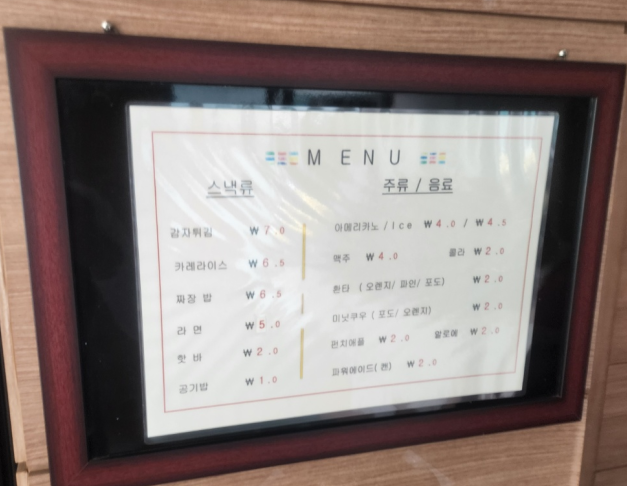 MENU
스낵류
감자튀김 ₩7.0
카레라이스 ₩6.5
짜장 밥 ₩6.5
라 면 ₩5.0
핫 바 ₩2.0
공기밥 ₩1.0
주류 / 음료
아메리카노 / Ice ₩4.0 / ₩4.5
맥주 ₩4.0 콜라 ₩2.0
환타 ( 오렌지/ 파인/ 포도) ₩2.0
미닛쿠우 ( 포도/ 오렌지) ₩2.0
펀치애플 ₩2.0 알로에 ₩2.0
파워에이드( 캔) ₩2.0